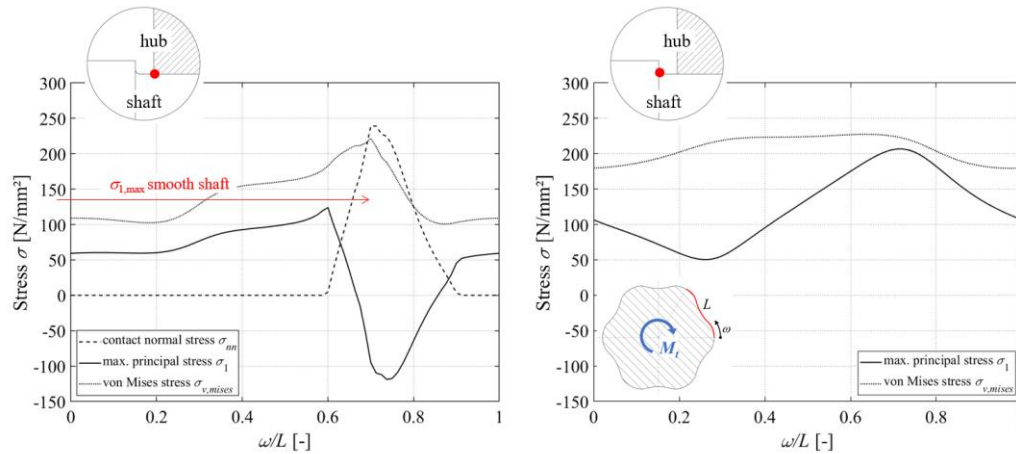 hub
shaft
300
250
200
150
100
50
0
-50
-100
-150
Stress σ [N/mm²]
σ1,max smooth shaft
contact normal stress σnn
max. principal stress σ1
von Mises stress σv,mises
0 0.2 0.4 0.6 0.8 1
ω/L [-]
hub
shaft
300
250
200
150
100
50
0
-50
-100
-150
Stress σ [N/mm²]
L
ω
Mt
max. principal stress σ1
von Mises stress σv,mises
0 0.2 0.4 0.6 0.8 1
ω/L [-]